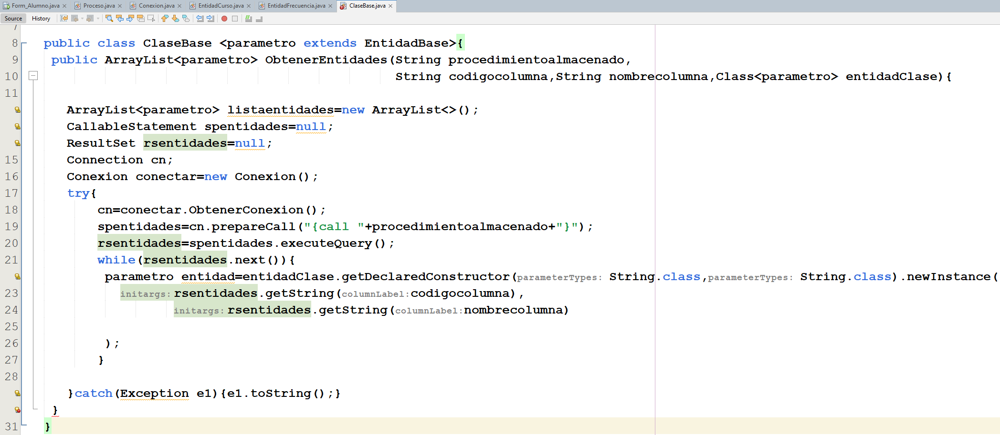 Form_Alumno.java × Proceso.java × Conexion.java × EntidadCurso.java × EntidadFrecuencia.java × ClaseBase.java ×
Source History
7
8 public class ClaseBase <parametro extends EntidadBase>{
9 public ArrayList<parametro> ObtenerEntidades(String procedimientoalmacenado,
10 String codigocolumna,String nombrecolumna,Class<parametro> entidadClase){
11
ArrayList<parametro> listaentidades=new ArrayList<>();
CallableStatement spentidades=null;
ResultSet rsentidades=null;
15 Connection cn;
16 Conexion conectar=new Conexion();
17 try{
18 cn=conectar.ObtenerConexion();
19 spentidades=cn.prepareCall("{call "+procedimientoalmacenado+"}");
20 rsentidades=spentidades.executeQuery();
21 while(rsentidades.next()){
parametro entidad=entidadClase.getDeclaredConstructor(parameterTypes: String.class,parameterTypes: String.class).newInstance(
23 initargs: rsentidades.getString(columnLabel: codigocolumna),
24 initargs: rsentidades.getString(columnLabel: nombrecolumna)
25
26 );
27 }
28
}catch(Exception e1){e1.toString();}
}
31 }